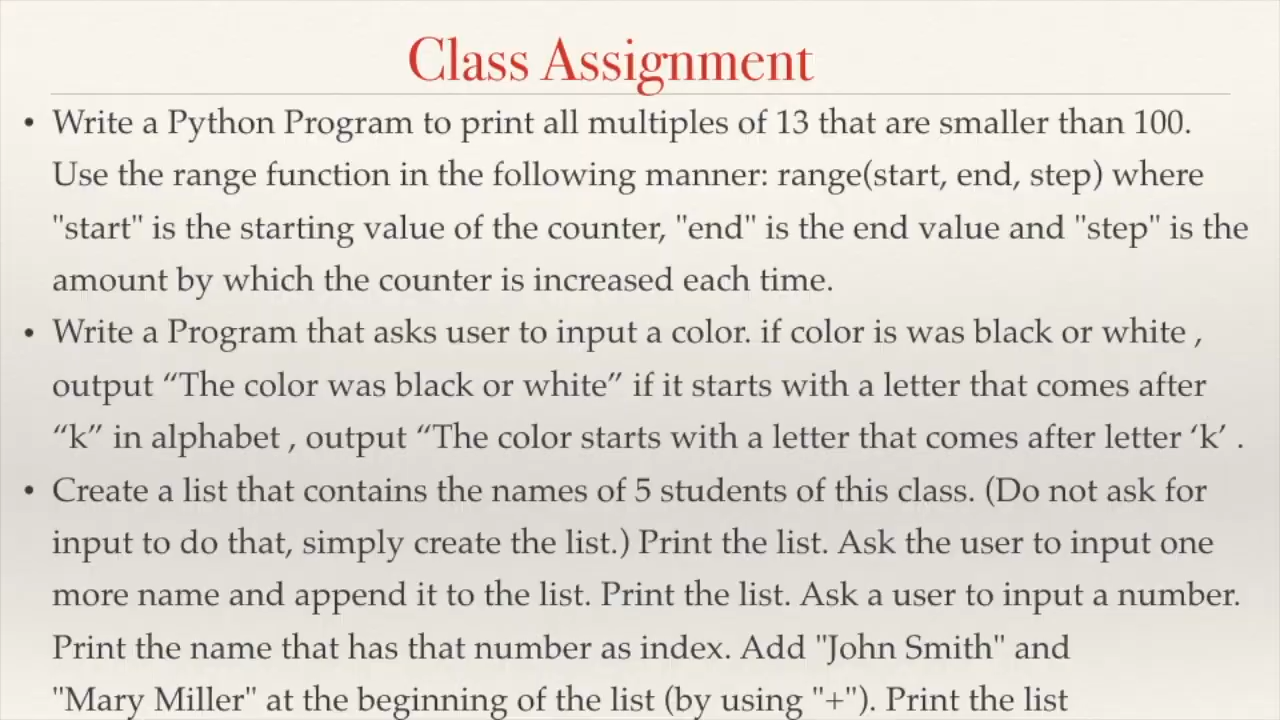 Class Assignment
• Write a Python Program to print all multiples of 13 that are smaller than 100.
Use the range function in the following manner: range(start, end, step) where
"start" is the starting value of the counter, "end" is the end value and "step" is the
amount by which the counter is increased each time.
• Write a Program that asks user to input a color. if color is was black or white ,
output “The color was black or white” if it starts with a letter that comes after
“k” in alphabet , output “The color starts with a letter that comes after letter ‘k’ .
• Create a list that contains the names of 5 students of this class. (Do not ask for
input to do that, simply create the list.) Print the list. Ask the user to input one
more name and append it to the list. Print the list. Ask a user to input a number.
Print the name that has that number as index. Add "John Smith" and
"Mary Miller" at the beginning of the list (by using "+"). Print the list